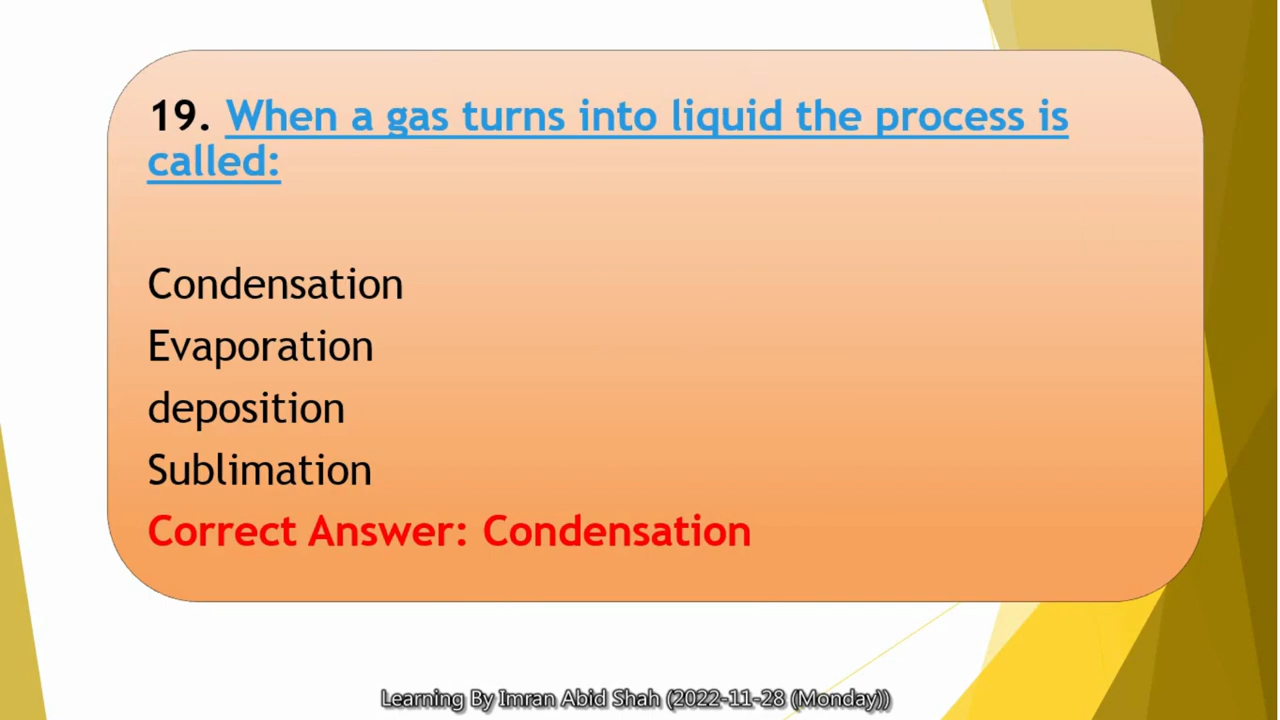 19. When a gas turns into liquid the process is
called:
Condensation
Evaporation
deposition
Sublimation
Correct Answer: Condensation
Learning By Imran Abid Shah (2022-11-28 (Monday))